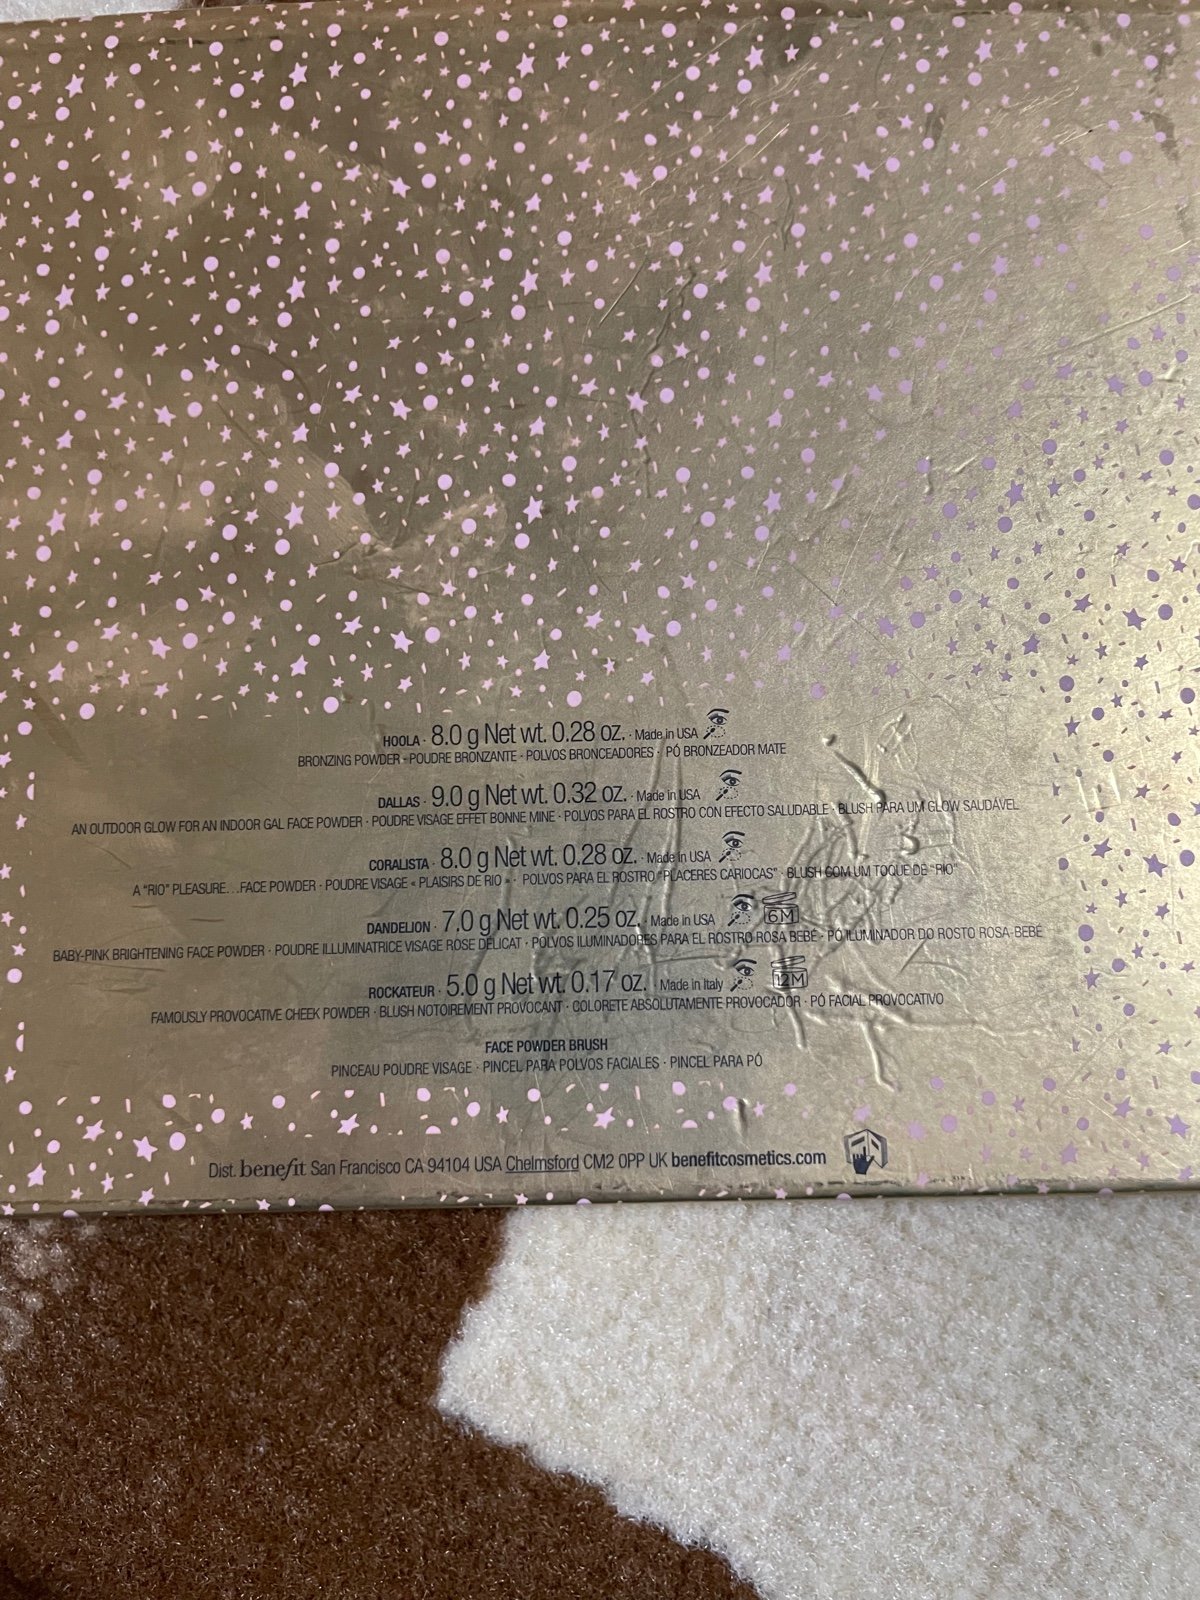 HOOLA · 8.0 g Net wt. 0.28 oz. · Made in USA
BRONZING POWDER · POUDRE BRONZANTE · POLVOS BRONCEADORES · PÓ BRONZEADOR MATE
DALLAS · 9.0 g Net wt. 0.32 oz. · Made in USA
AN OUTDOOR GLOW FOR AN INDOOR GAL FACE POWDER · POUDRE VISAGE EFFET BONNE MINE · POLVOS PARA EL ROSTRO CON EFECTO SALUDABLE · BLUSH PARA UM GLOW SAUDÁVEL
CORALISTA · 8.0 g Net wt. 0.28 oz. · Made in USA
A "RIO" PLEASURE...FACE POWDER · POUDRE VISAGE « PLAISIRS DE RIO » · POLVOS PARA EL ROSTRO "PLACERES CARIOCAS" · BLUSH COM UM TOQUE DE "RIO"
DANDELION · 7.0 g Net wt. 0.25 oz. · Made in USA 6M
BABY-PINK BRIGHTENING FACE POWDER · POUDRE ILLUMINATRICE VISAGE ROSE DÉLICAT · POLVOS ILUMINADORES PARA EL ROSTRO ROSA BEBÉ · PÓ ILUMINADOR DO ROSTO ROSA-BEBÉ
ROCKATEUR · 5.0 g Net wt. 0.17 oz. · Made in Italy 12M
FAMOUSLY PROVOCATIVE CHEEK POWDER · BLUSH NOTOIREMENT PROVOCANT · COLORETE ABSOLUTAMENTE PROVOCADOR · PÓ FACIAL PROVOCATIVO
FACE POWDER BRUSH
PINCEAU POUDRE VISAGE · PINCEL PARA POLVOS FACIALES · PINCEL PARA PÓ
Dist. benefit San Francisco CA 94104 USA Chelmsford CM2 0PP UK benefitcosmetics.com